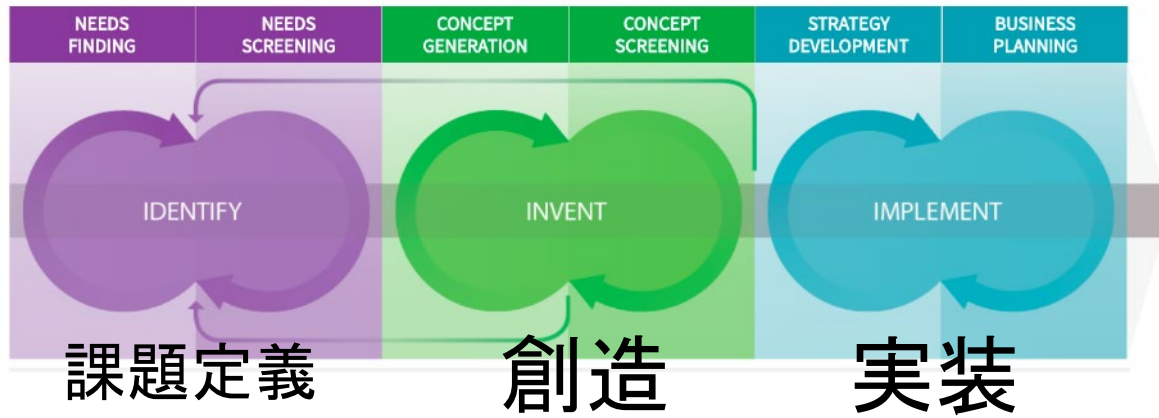 NEEDS
FINDING
NEEDS
SCREENING
CONCEPT
GENERATION
CONCEPT
SCREENING
STRATEGY
DEVELOPMENT
BUSINESS
PLANNING
IDENTIFY
INVENT
IMPLEMENT
課題定義
創造
実装